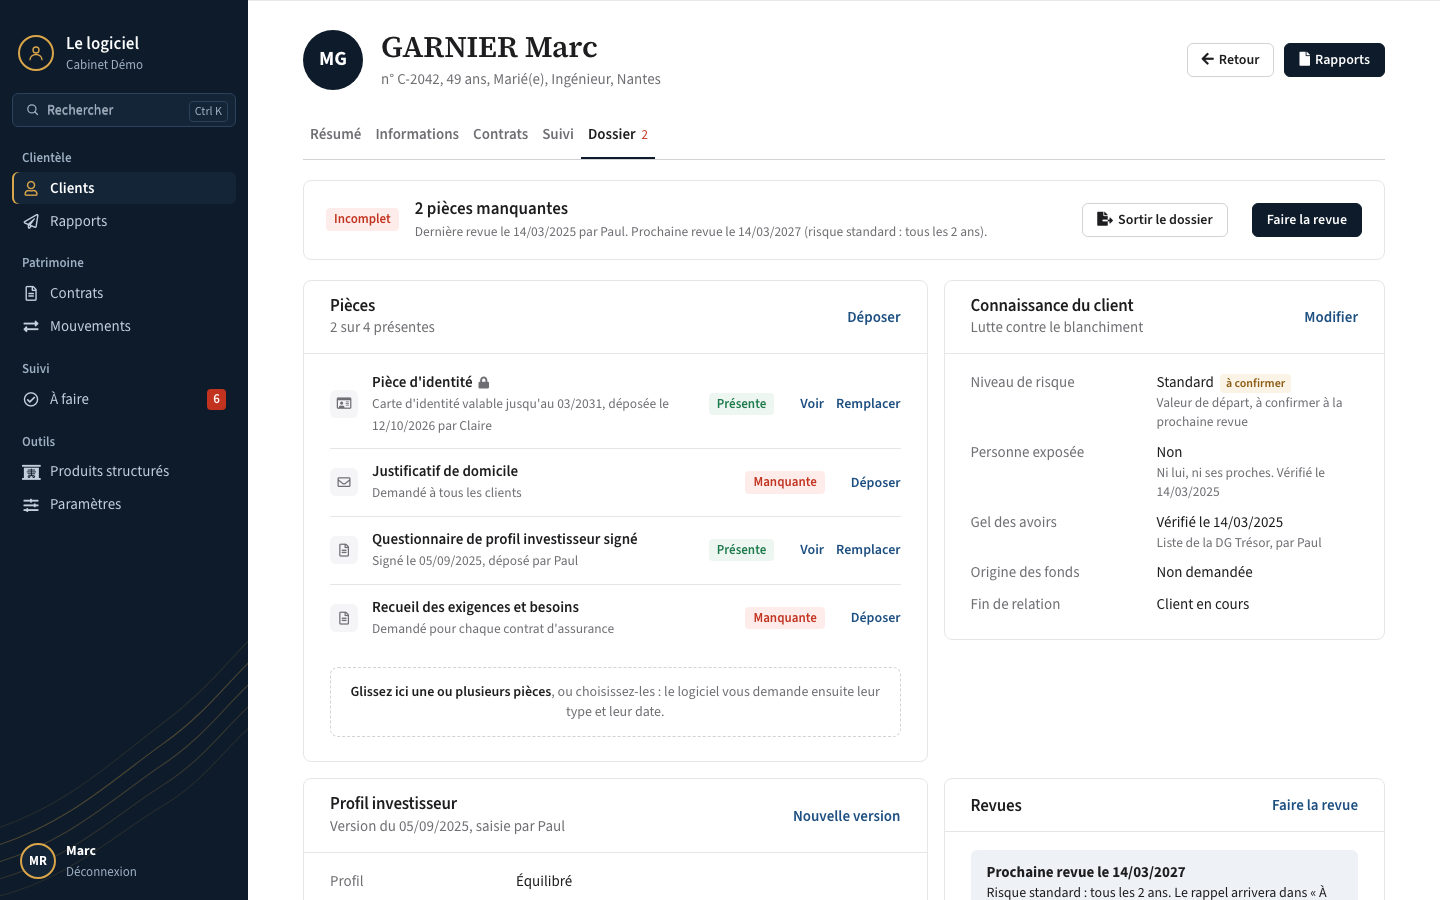 Le logiciel
Cabinet Démo
Rechercher
Ctrl K
Clientèle
Clients
Rapports
Patrimoine
Contrats
Mouvements
Suivi
À faire
6
Outils
Produits structurés
Paramètres
MR
Marc
Déconnexion
MG
GARNIER Marc
n° C-2042, 49 ans, Marié(e), Ingénieur, Nantes
Retour
Rapports
Résumé
Informations
Contrats
Suivi
Dossier 2
Incomplet
2 pièces manquantes
Dernière revue le 14/03/2025 par Paul. Prochaine revue le 14/03/2027 (risque standard : tous les 2 ans).
Sortir le dossier
Faire la revue
Pièces
2 sur 4 présentes
Déposer
Pièce d'identité
Carte d'identité valable jusqu'au 03/2031, déposée le
12/10/2026 par Claire
Présente
Voir
Remplacer
Justificatif de domicile
Demandé à tous les clients
Manquante
Déposer
Questionnaire de profil investisseur signé
Signé le 05/09/2025, déposé par Paul
Présente
Voir
Remplacer
Recueil des exigences et besoins
Demandé pour chaque contrat d'assurance
Manquante
Déposer
Glissez ici une ou plusieurs pièces, ou choisissez-les : le logiciel vous demande ensuite leur
type et leur date.
Connaissance du client
Lutte contre le blanchiment
Modifier
Niveau de risque
Standard à confirmer
Valeur de départ, à confirmer à la
prochaine revue
Personne exposée
Non
Ni lui, ni ses proches. Vérifié le
14/03/2025
Gel des avoirs
Vérifié le 14/03/2025
Liste de la DG Trésor, par Paul
Origine des fonds
Non demandée
Fin de relation
Client en cours
Profil investisseur
Version du 05/09/2025, saisie par Paul
Nouvelle version
Profil
Équilibré
Revues
Faire la revue
Prochaine revue le 14/03/2027
Risque standard : tous les 2 ans. Le rappel arrivera dans « À